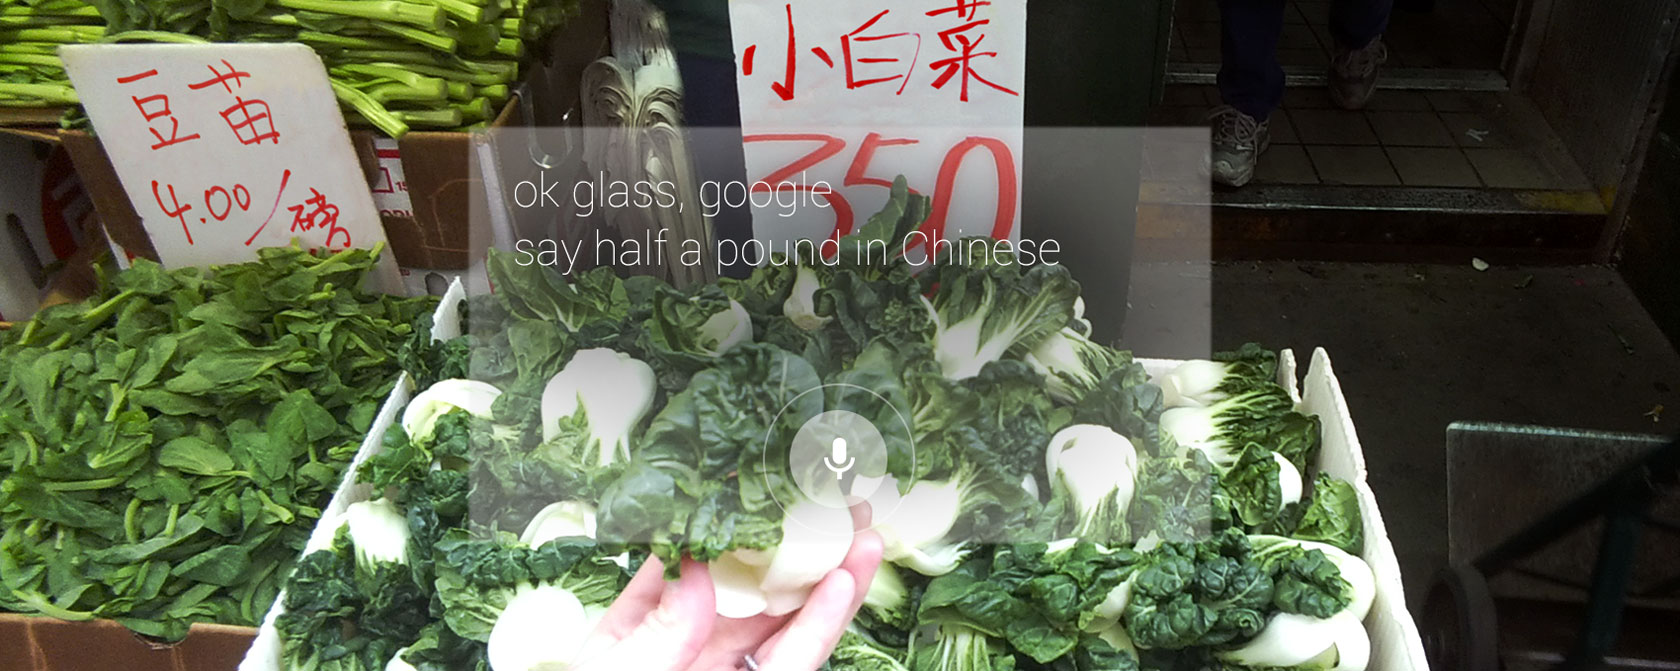 豆苗
4.00/磅
小白菜
350
ok glass, google
say half a pound in Chinese